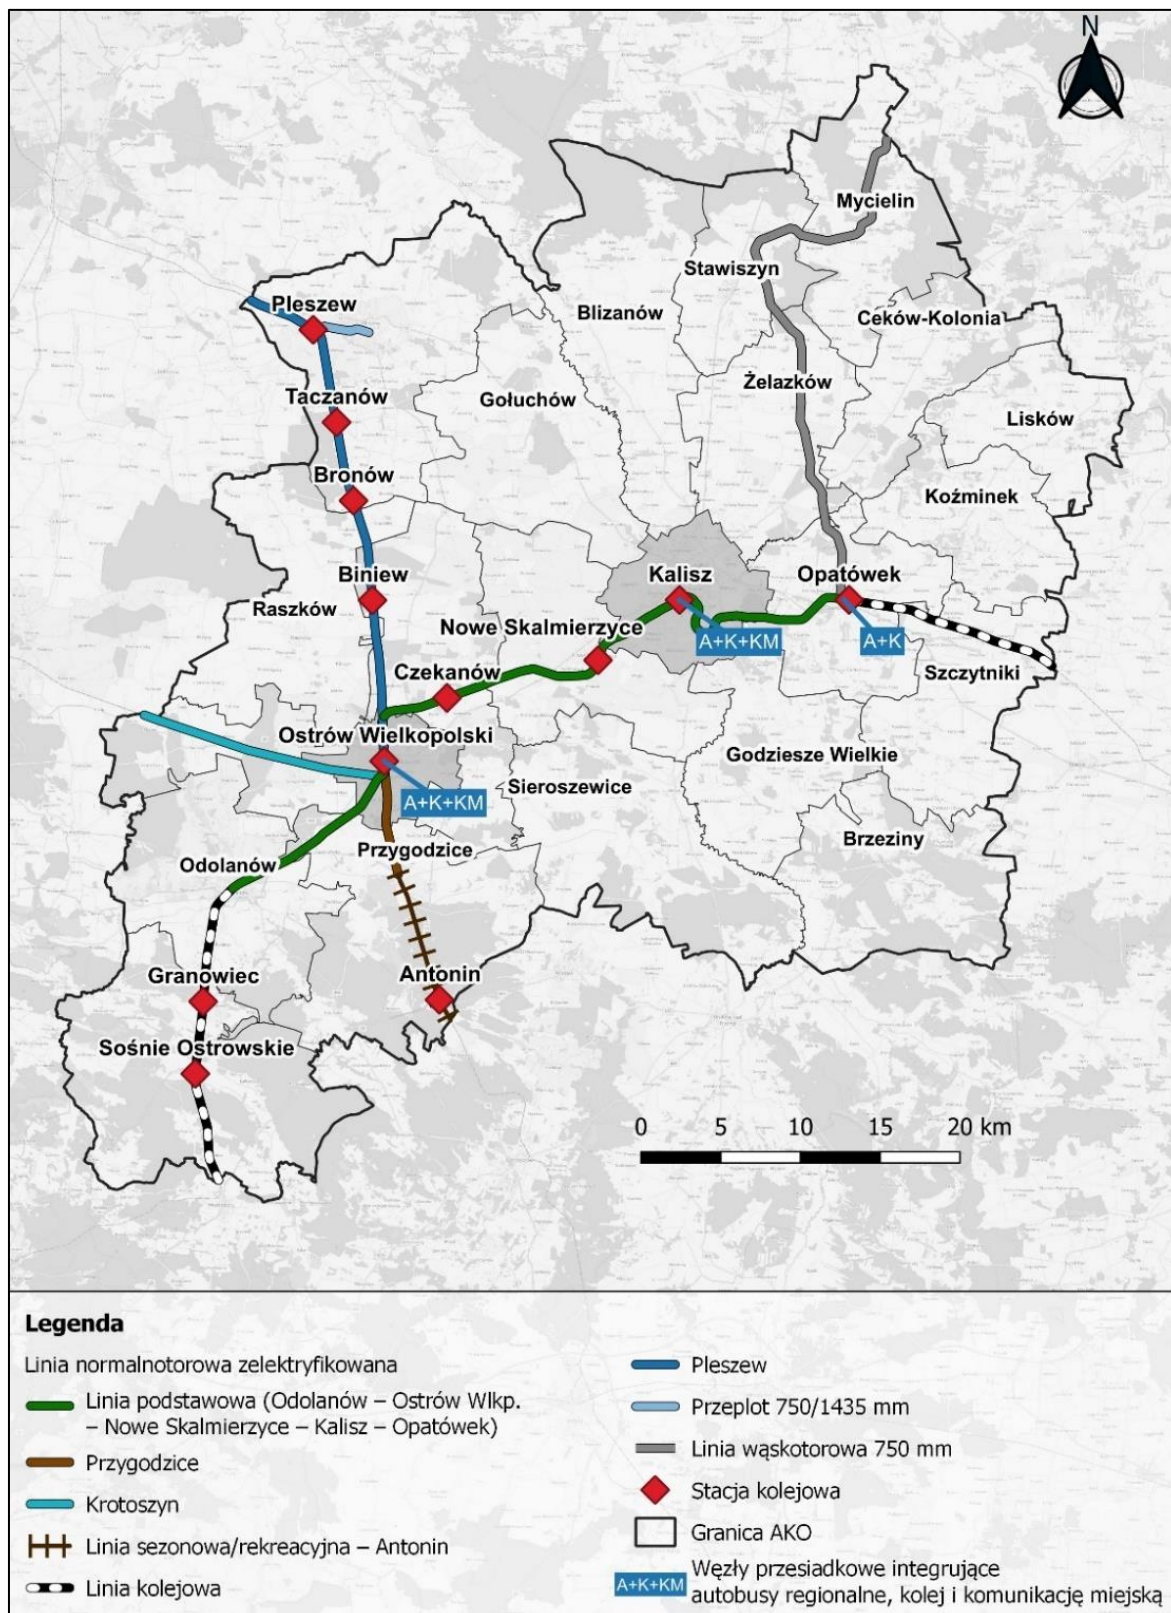 N
Mycielin
Stawiszyn
Pleszew
Blizanów
Ceków-Kolonia
Taczanów
Gołuchów
Żelazków
Lisków
Bronów
Koźminek
Biniew
Kalisz
Opatówek
Raszków
Nowe Skalmierzyce
A+K+KM
A+K
Czekanów
Szczytniki
Ostrów Wielkopolski
Godziesze Wielkie
Sieroszewice
A+K+KM
Brzeziny
Przygodzice
Odolanów
Granowiec
Antonin
Sośnie Ostrowskie
0 5 10 15 20 km
Legenda
Linia normalnotorowa zelektryfikowana
Linia podstawowa (Odolanów – Ostrów Wlkp.
– Nowe Skalmierzyce – Kalisz – Opatówek)
Przygodzice
Krotoszyn
Linia sezonowa/rekreacyjna – Antonin
Linia kolejowa
Pleszew
Przeplot 750/1435 mm
Linia wąskotorowa 750 mm
Stacja kolejowa
Granica AKO
A+K+KM
Węzły przesiadkowe integrujące
autobusy regionalne, kolej i komunikację miejską